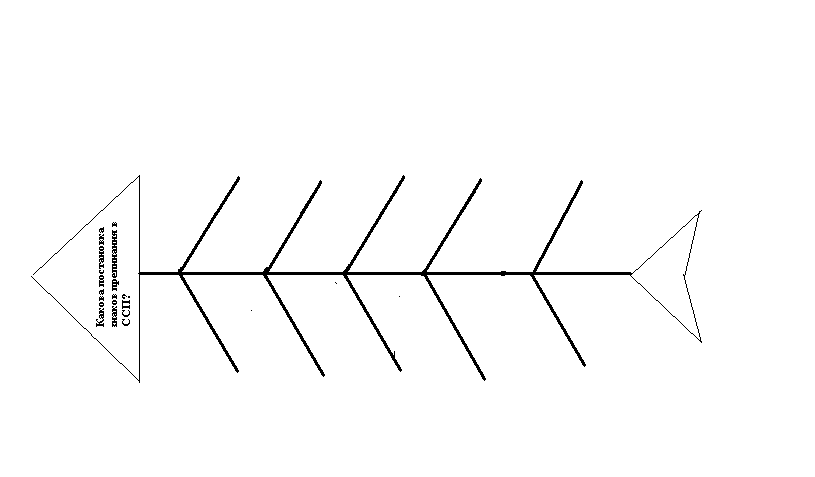 Какова постановка
знаков препинания в
ССП?